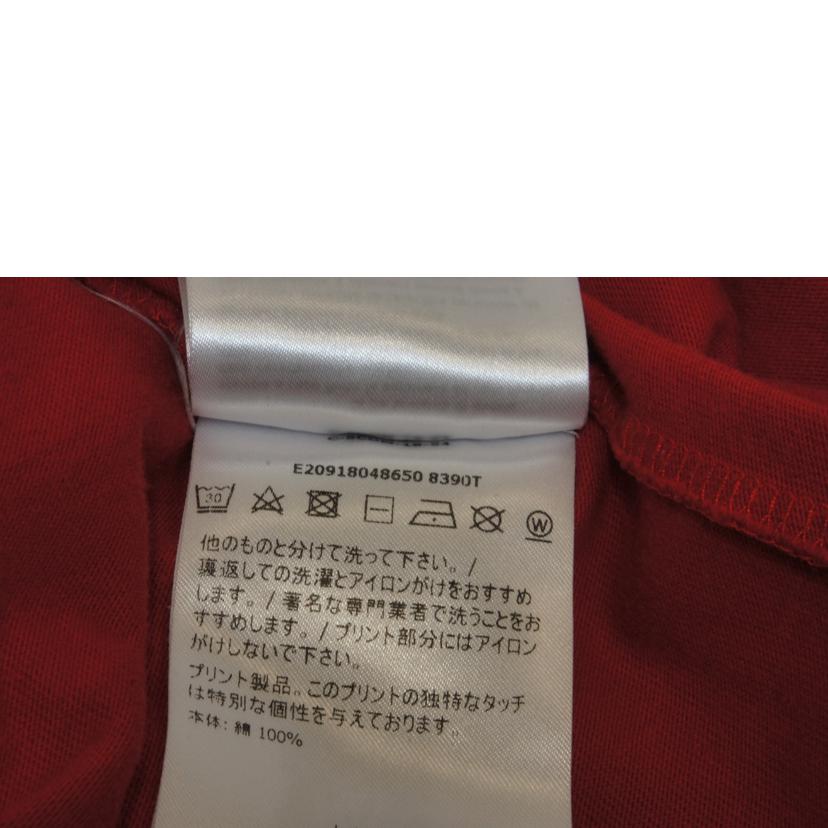 E20918048650 8390T
30
W
他のものと分けて洗って下さい。/
裏返しての洗濯とアイロンがけをおすすめ
します。/ 著名な専門業者で洗うことをお
すすめします。/ プリント部分にはアイロン
がけしないで下さい。
プリント製品。このプリントの独特なタッチ
は特別な個性を与えております。
本体: 綿 100%